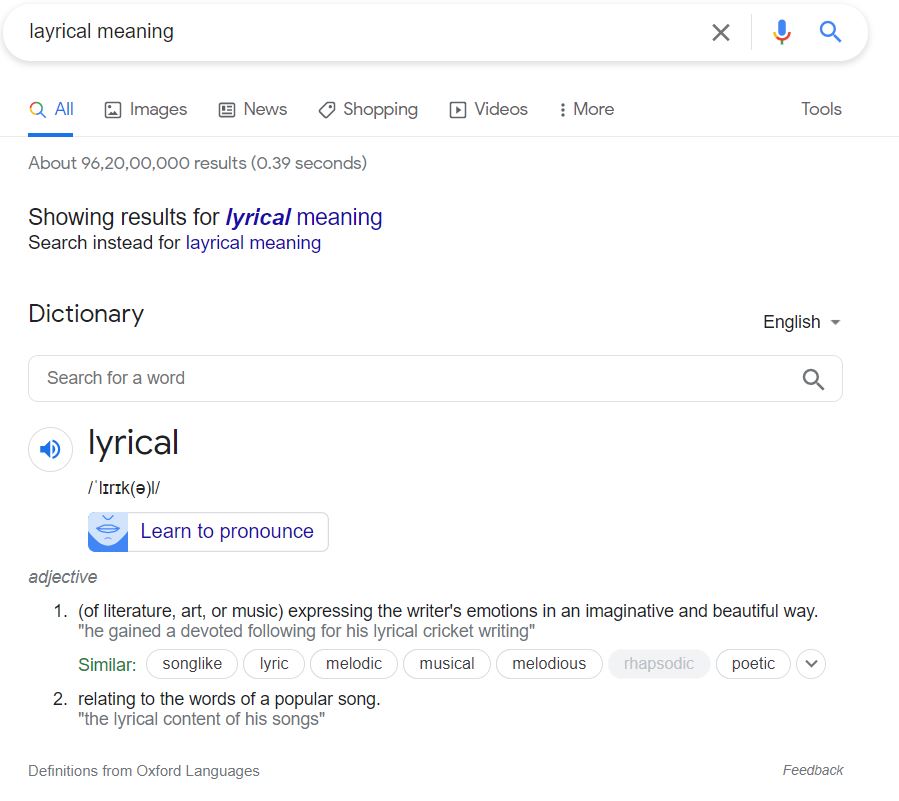 layrical meaning
All Images News Shopping Videos More Tools
About 96,20,00,000 results (0.39 seconds)
Showing results for lyrical meaning
Search instead for layrical meaning
Dictionary
English
Search for a word
lyrical
/ˈlɪrɪk(ə)l/
Learn to pronounce
adjective
1. (of literature, art, or music) expressing the writer's emotions in an imaginative and beautiful way.
"he gained a devoted following for his lyrical cricket writing"
Similar: songlike lyric melodic musical melodious rhapsodic poetic
2. relating to the words of a popular song.
"the lyrical content of his songs"
Definitions from Oxford Languages Feedback